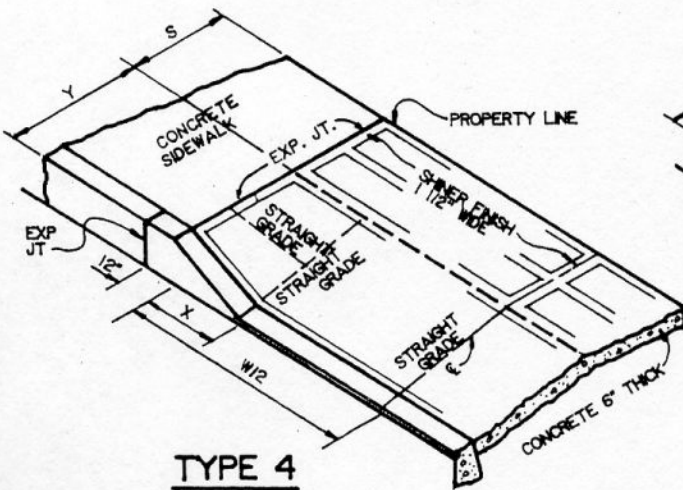 S
Y
CONCRETE
SIDEWALK
EXP. JT.
PROPERTY LINE
SHINER FINISH
1 1/2" WIDE
EXP
JT
STRAIGHT
GRADE
STRAIGHT
GRADE
12"
X
STRAIGHT
GRADE
℄
W/2
CONCRETE 6" THICK
TYPE 4